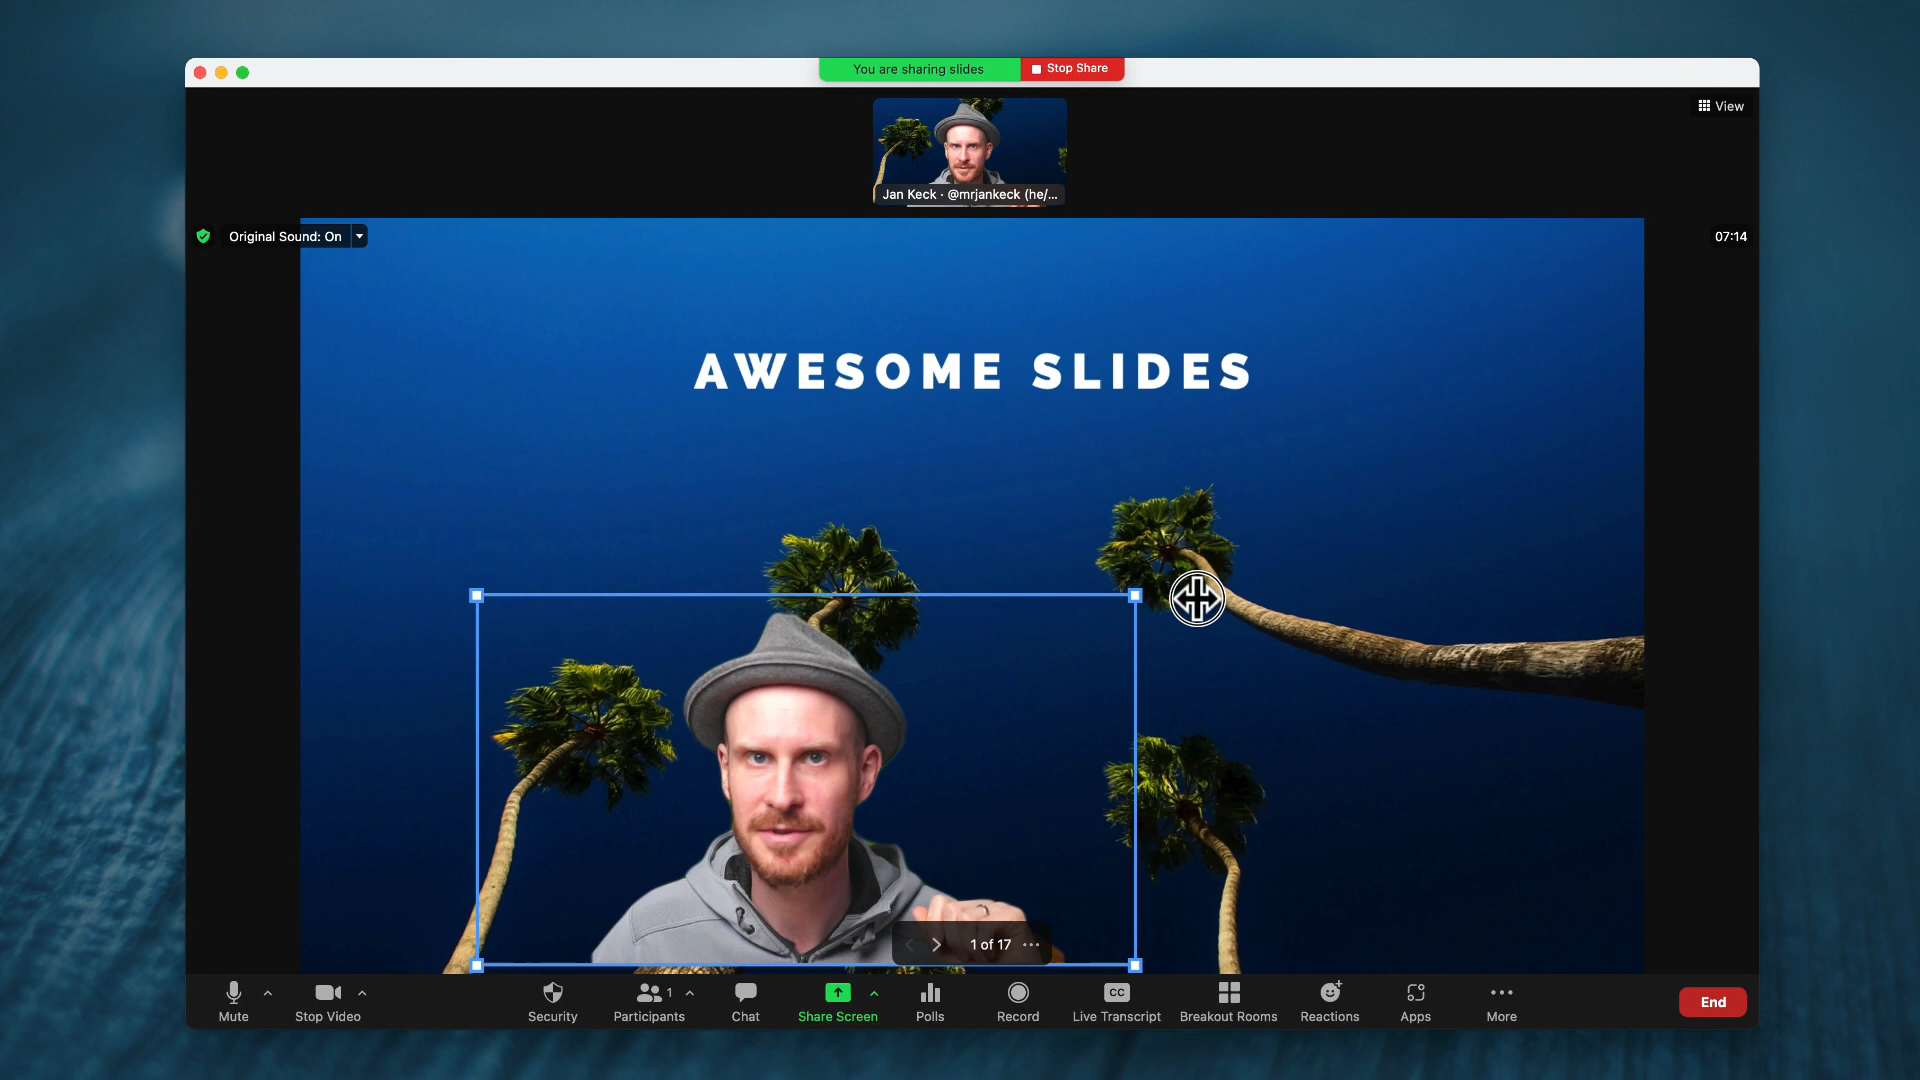 You are sharing slides
Stop Share
View
Jan Keck · @mrjankeck (he/...
Original Sound: On
07:14
AWESOME SLIDES
1 of 17
1
CC
Mute
Stop Video
Security
Participants
Chat
Share Screen
Polls
Record
Live Transcript
Breakout Rooms
Reactions
Apps
More
End